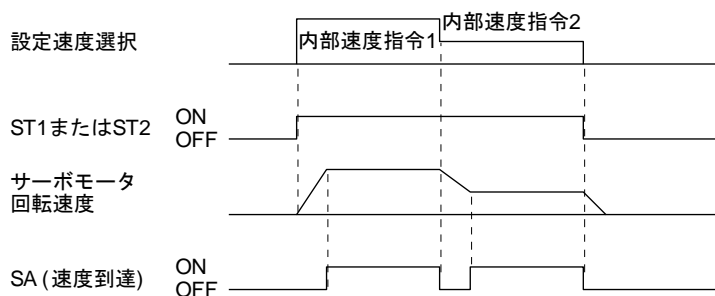 設定速度選択
内部速度指令1
内部速度指令2
ST1またはST2
ON
OFF
サーボモータ
回転速度
SA (速度到達)
ON
OFF